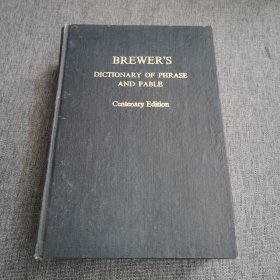 BREWER'S
DICTIONARY OF PHRASE
AND FABLE
Centenary Edition